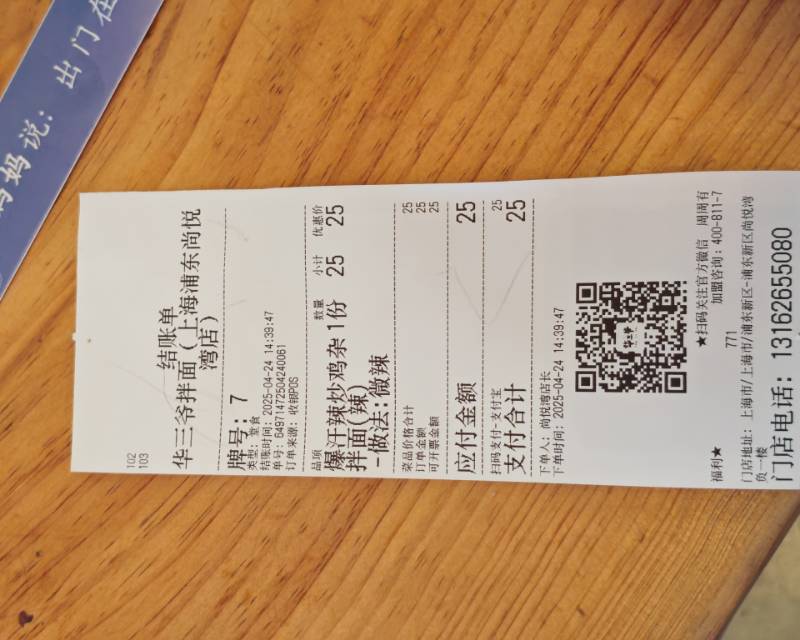 妈说：出门在
102
103
结账单
华三爷拌面（上海浦东尚悦
湾店）
牌号：7
类型：堂食
结账时间：2025-04-24 14:39:47
单号：649714725042400​61
订单来源：收银POS
品项 数量 小计 优惠价
爆汗辣炒鸡杂 1份 25 25
拌面(辣)
-做法：微辣
菜品价格合计 25
订单金额 25
可开票金额 25
应付金额 25
扫码支付-支付宝 25
支付合计 25
下单人：尚悦湾店长
下单时间：2025-04-24 14:39:47
★扫码关注官方微信 周周有
福利★ 加盟咨询：400-811-7
771
门店地址：上海市/上海市/浦东新区-浦东新区尚悦湾
负一楼
门店电话：13162655080